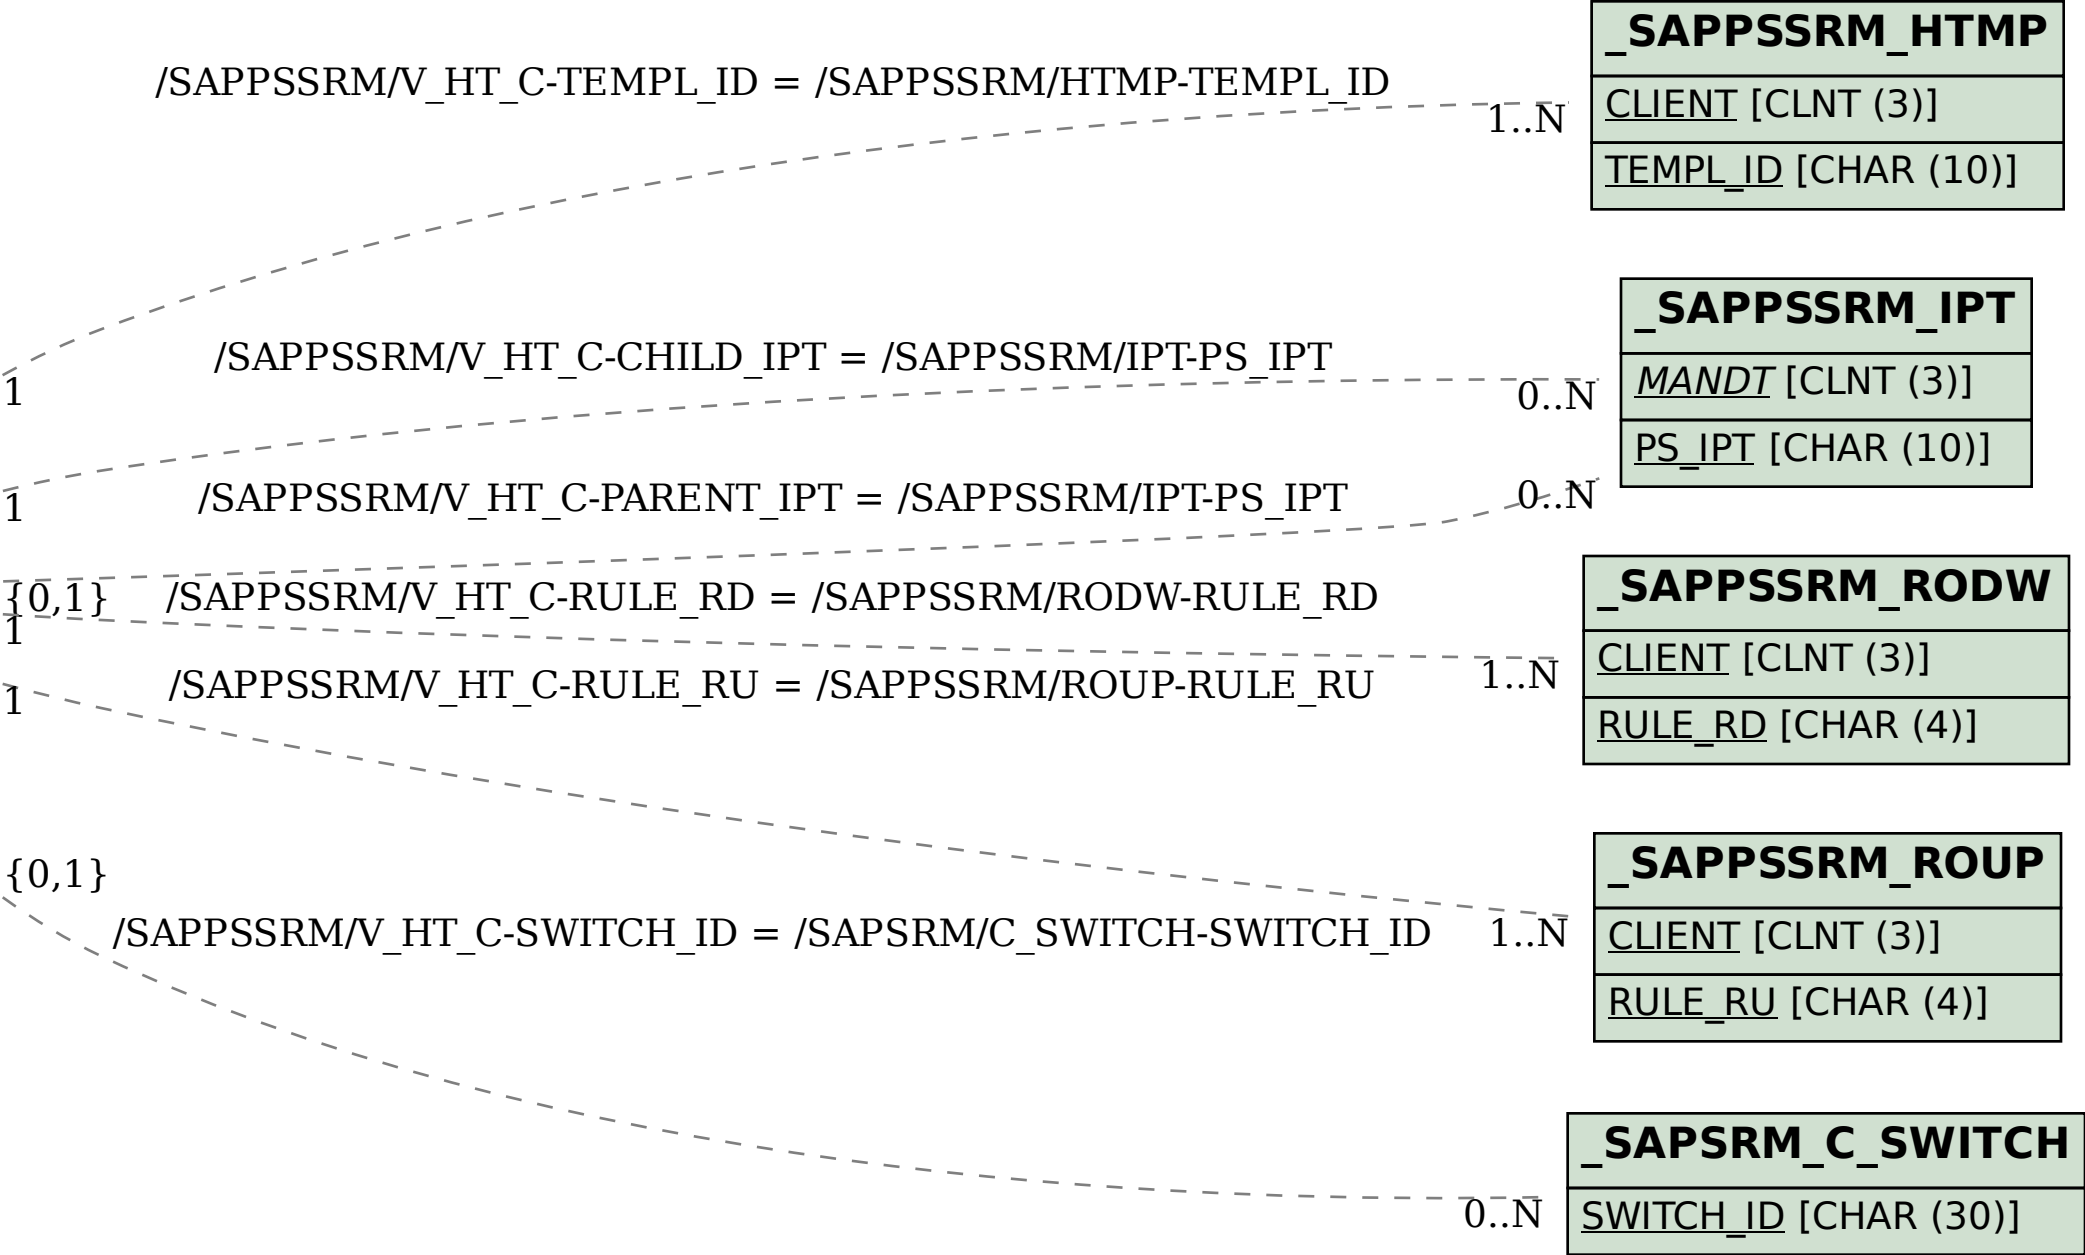 _SAPPSSRM_HTMP
/SAPPSSRM/V_HT_C-TEMPL_ID = /SAPPSSRM/HTMP-TEMPL_ID
1..N
CLIENT [CLNT (3)]
TEMPL_ID [CHAR (10)]
_SAPPSSRM_IPT
/SAPPSSRM/V_HT_C-CHILD_IPT = /SAPPSSRM/IPT-PS_IPT
1
0..N
MANDT [CLNT (3)]
PS_IPT [CHAR (10)]
1
/SAPPSSRM/V_HT_C-PARENT_IPT = /SAPPSSRM/IPT-PS_IPT
0..N
_SAPPSSRM_RODW
{0,1}
/SAPPSSRM/V_HT_C-RULE_RD = /SAPPSSRM/RODW-RULE_RD
1
1..N
CLIENT [CLNT (3)]
RULE_RD [CHAR (4)]
1
/SAPPSSRM/V_HT_C-RULE_RU = /SAPPSSRM/ROUP-RULE_RU
_SAPPSSRM_ROUP
{0,1}
/SAPPSSRM/V_HT_C-SWITCH_ID = /SAPSRM/C_SWITCH-SWITCH_ID
1..N
CLIENT [CLNT (3)]
RULE_RU [CHAR (4)]
_SAPSRM_C_SWITCH
0..N
SWITCH_ID [CHAR (30)]